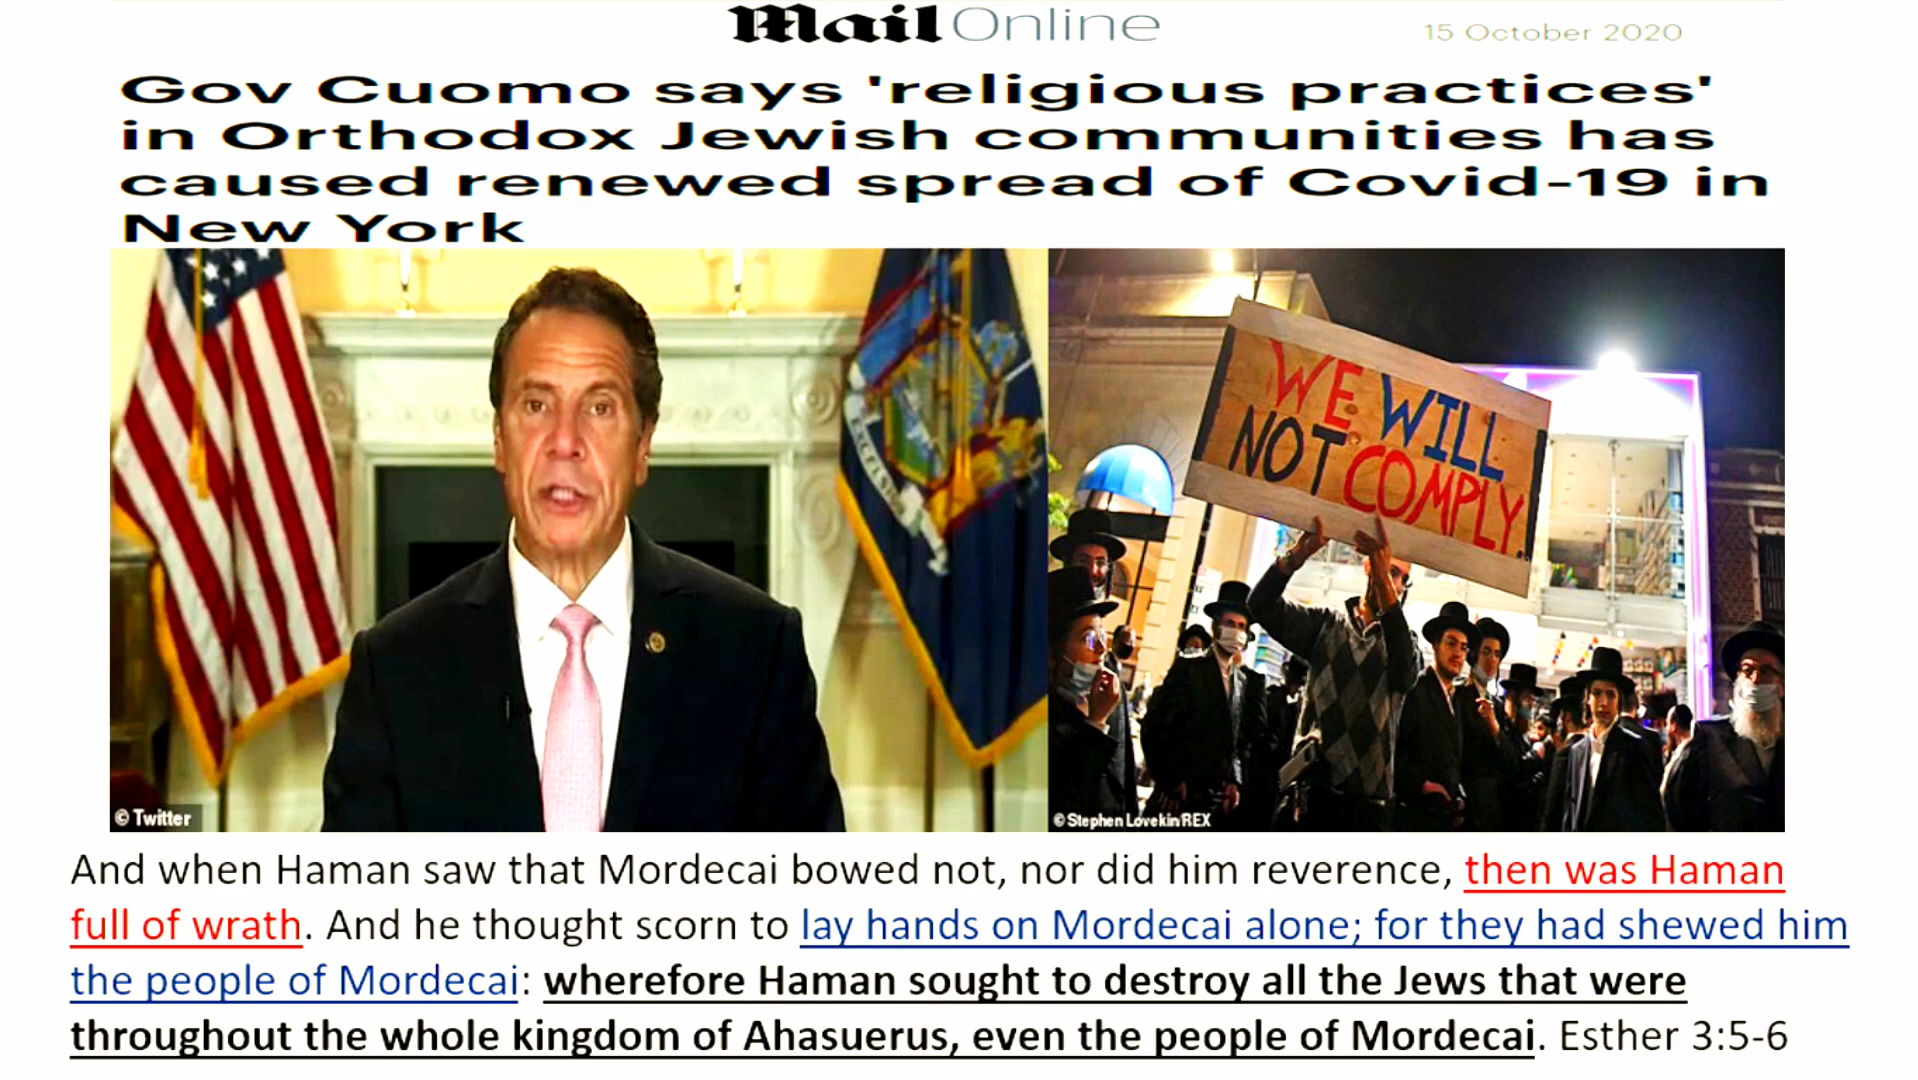 Mail Online
15 October 2020
Gov Cuomo says 'religious practices'
in Orthodox Jewish communities has
caused renewed spread of Covid-19 in
New York
EXCELSIOR
WE WILL
NOT COMPLY.
© Twitter
© Stephen Lovekin/REX
And when Haman saw that Mordecai bowed not, nor did him reverence, then was Haman
full of wrath. And he thought scorn to lay hands on Mordecai alone; for they had shewed him
the people of Mordecai: wherefore Haman sought to destroy all the Jews that were
throughout the whole kingdom of Ahasuerus, even the people of Mordecai. Esther 3:5-6